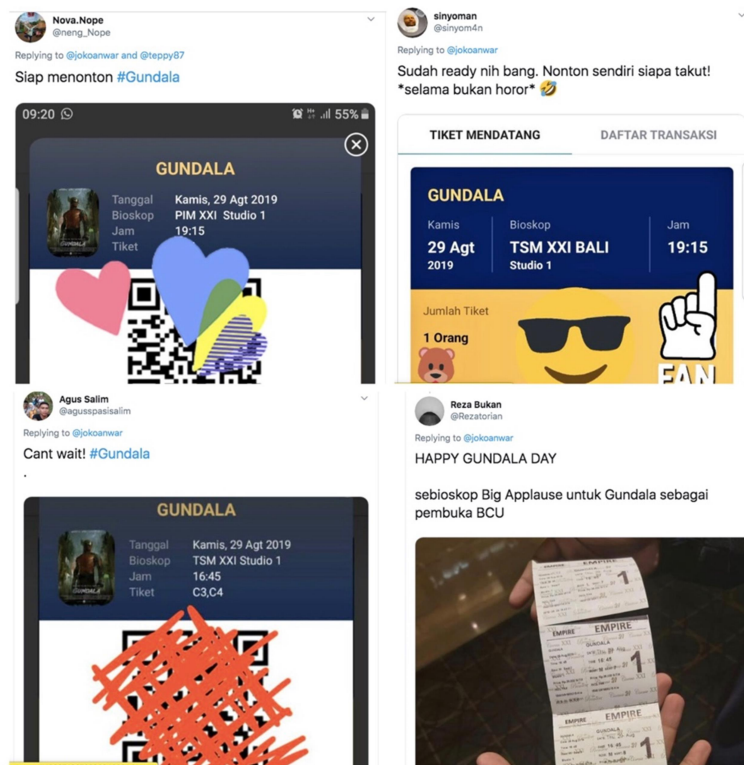 Nova.Nope
@neng_Nope
Replying to @jokoanwar and @teppy87
Siap menonton #Gundala
09:20
55%
GUNDALA
Tanggal Kamis, 29 Agt 2019
Bioskop PIM XXI Studio 1
Jam 19:15
Tiket
sinyoman
@sinyom4n
Replying to @jokoanwar
Sudah ready nih bang. Nonton sendiri siapa takut!
*selama bukan horor* 🤣
TIKET MENDATANG DAFTAR TRANSAKSI
GUNDALA
Kamis Bioskop Jam
29 Agt TSM XXI BALI 19:15
2019 Studio 1
Jumlah Tiket
1 Orang
FAN
Agus Salim
@agusspasisalim
Replying to @jokoanwar
Cant wait! #Gundala
.
GUNDALA
Tanggal Kamis, 29 Agt 2019
Bioskop TSM XXI Studio 1
Jam 16:45
Tiket C3,C4
Reza Bukan
@Rezatorian
Replying to @jokoanwar
HAPPY GUNDALA DAY
sebioskop Big Applause untuk Gundala sebagai
pembuka BCU
EMPIRE EMPIRE
1
EMPIRE EMPIRE
GUNDALA
1
EMPIRE EMPIRE
GUNDALA
1